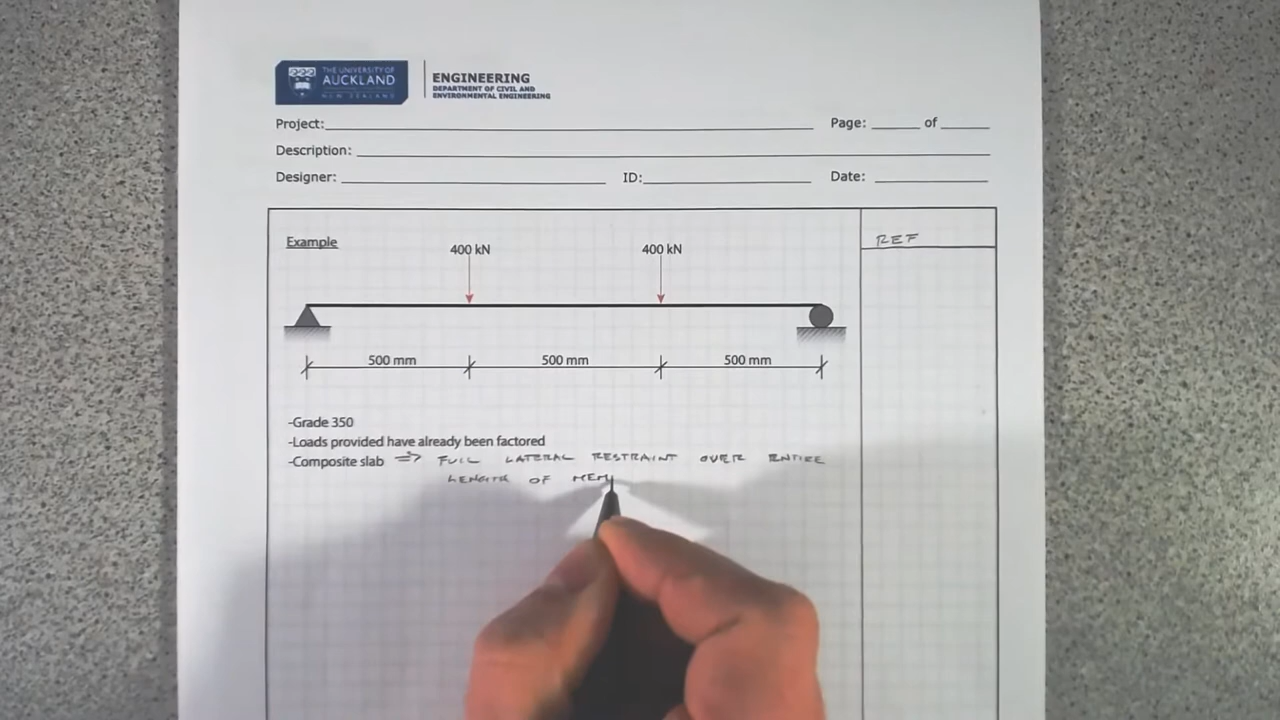 THE UNIVERSITY OF
AUCKLAND
NEW ZEALAND
ENGINEERING
DEPARTMENT OF CIVIL AND
ENVIRONMENTAL ENGINEERING
Project: Page: of
Description:
Designer: ID: Date:
Example
REF
400 kN 400 kN
500 mm 500 mm 500 mm
-Grade 350
-Loads provided have already been factored
-Composite slab => FULL LATERAL RESTRAINT OVER ENTIRE
LENGTH OF MEM